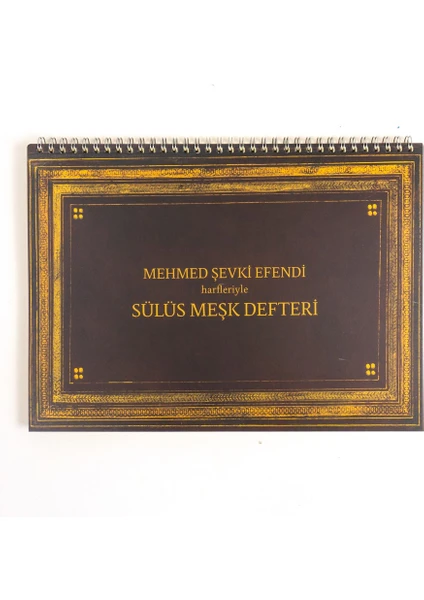 MEHMED ŞEVKİ EFENDİ
harfleriyle
SÜLÜS MEŞK DEFTERİ